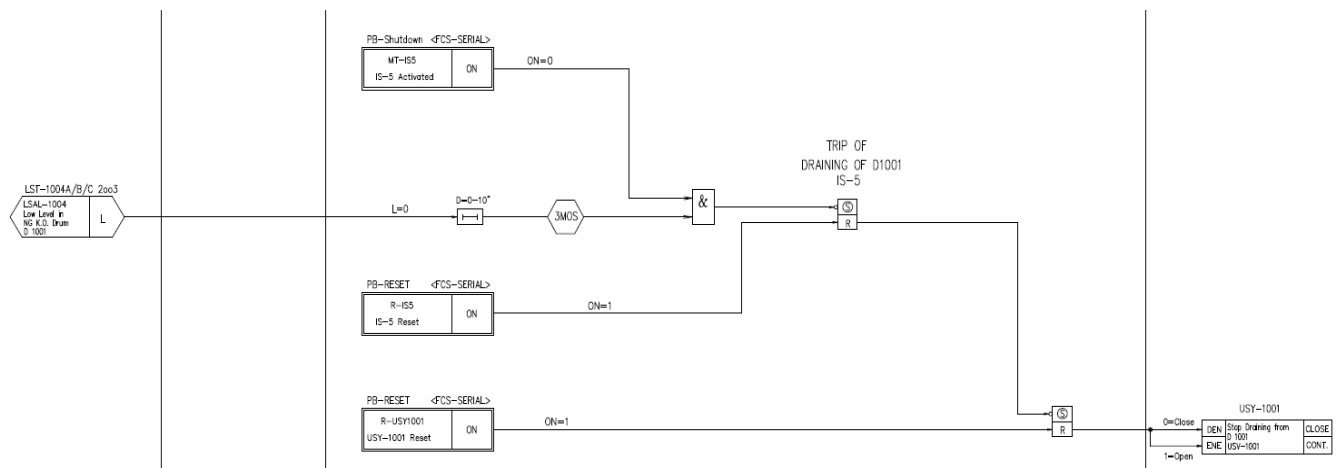 PB-Shutdown <FCS-SERIAL>
MT-IS5
IS-5 Activated
ON
ON=0
TRIP OF
DRAINING OF D1001
IS-5
LST-1004A/B/C 2oo3
LSAL-1004
Low Level in
NG K.O. Drum
D 1001
L
L=0
D=0-10"
3MOS
&
S
R
PB-RESET <FCS-SERIAL>
R-IS5
IS-5 Reset
ON
ON=1
PB-RESET <FCS-SERIAL>
R-USY1001
USY-1001 Reset
ON
ON=1
S
R
USY-1001
0=Close
DEN
Stop Draining from
D 1001
USV-1001
CLOSE
ENE
CONT.
1=Open